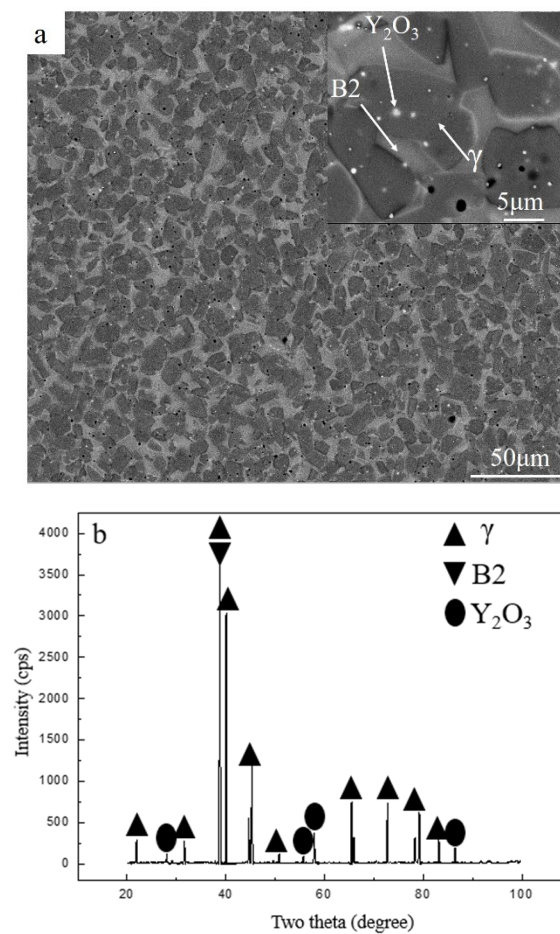 a
Y₂O₃
B2
γ
5μm
50μm
b
γ
B2
Y₂O₃
4000
3500
3000
2500
2000
1500
1000
500
0
Intensity (cps)
20 40 60 80 100
Two theta (degree)